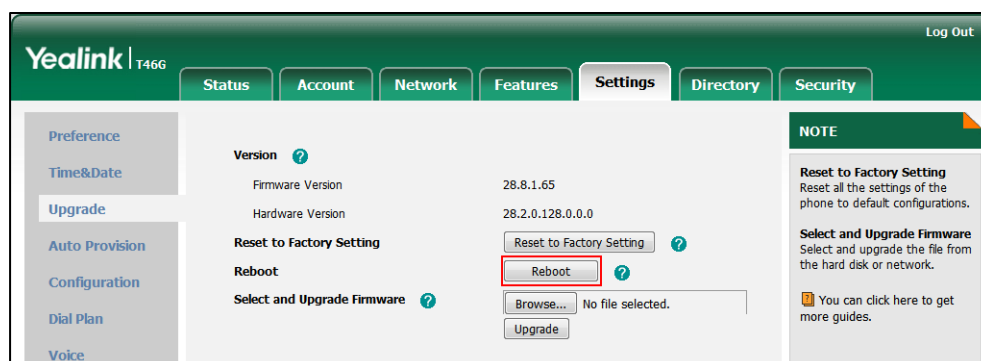 Log Out
Yealink T46G
Status Account Network Features Settings Directory Security
Preference
Time&Date
Upgrade
Auto Provision
Configuration
Dial Plan
Voice
Version ?
Firmware Version 28.8.1.65
Hardware Version 28.2.0.128.0.0.0
Reset to Factory Setting Reset to Factory Setting ?
Reboot Reboot ?
Select and Upgrade Firmware ? Browse... No file selected.
Upgrade
NOTE
Reset to Factory Setting
Reset all the settings of the
phone to default configurations.
Select and Upgrade Firmware
Select and upgrade the file from
the hard disk or network.
? You can click here to get
more guides.